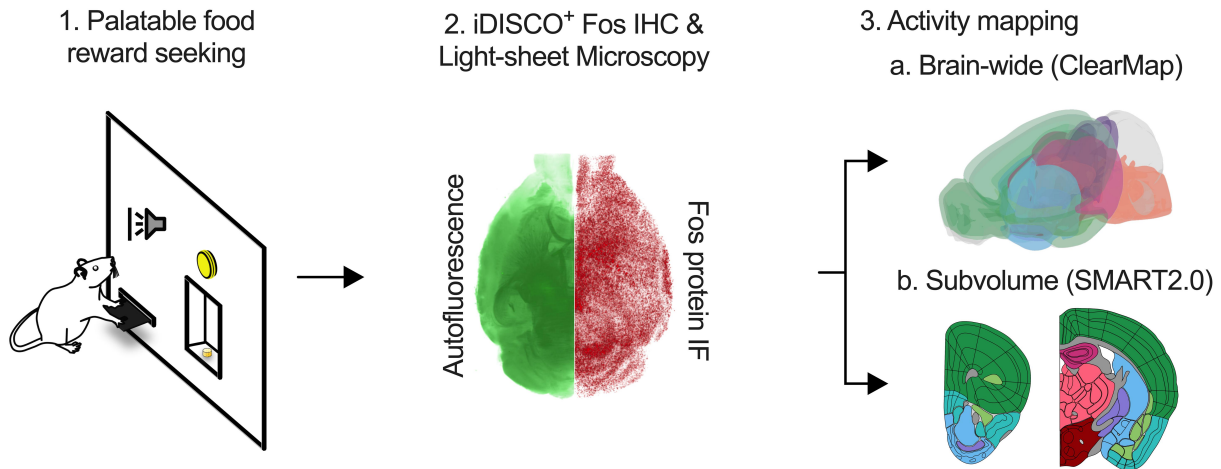 1. Palatable food
reward seeking
2. iDISCO⁺ Fos IHC &
Light-sheet Microscopy
Autofluorescence
Fos protein IF
3. Activity mapping
a. Brain-wide (ClearMap)
b. Subvolume (SMART2.0)